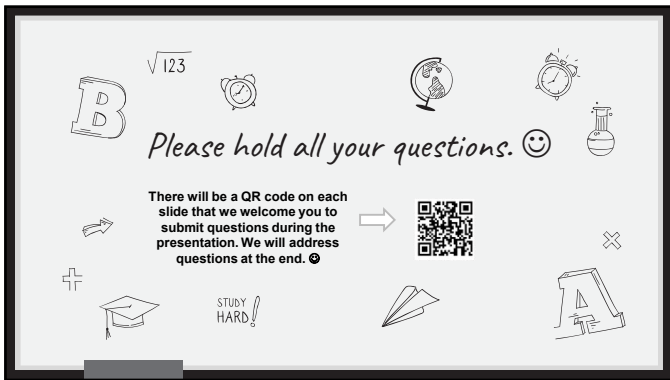 √123
B
Please hold all your questions. ☺
There will be a QR code on each
slide that we welcome you to
submit questions during the
presentation. We will address
questions at the end. ☺
STUDY
HARD!
A